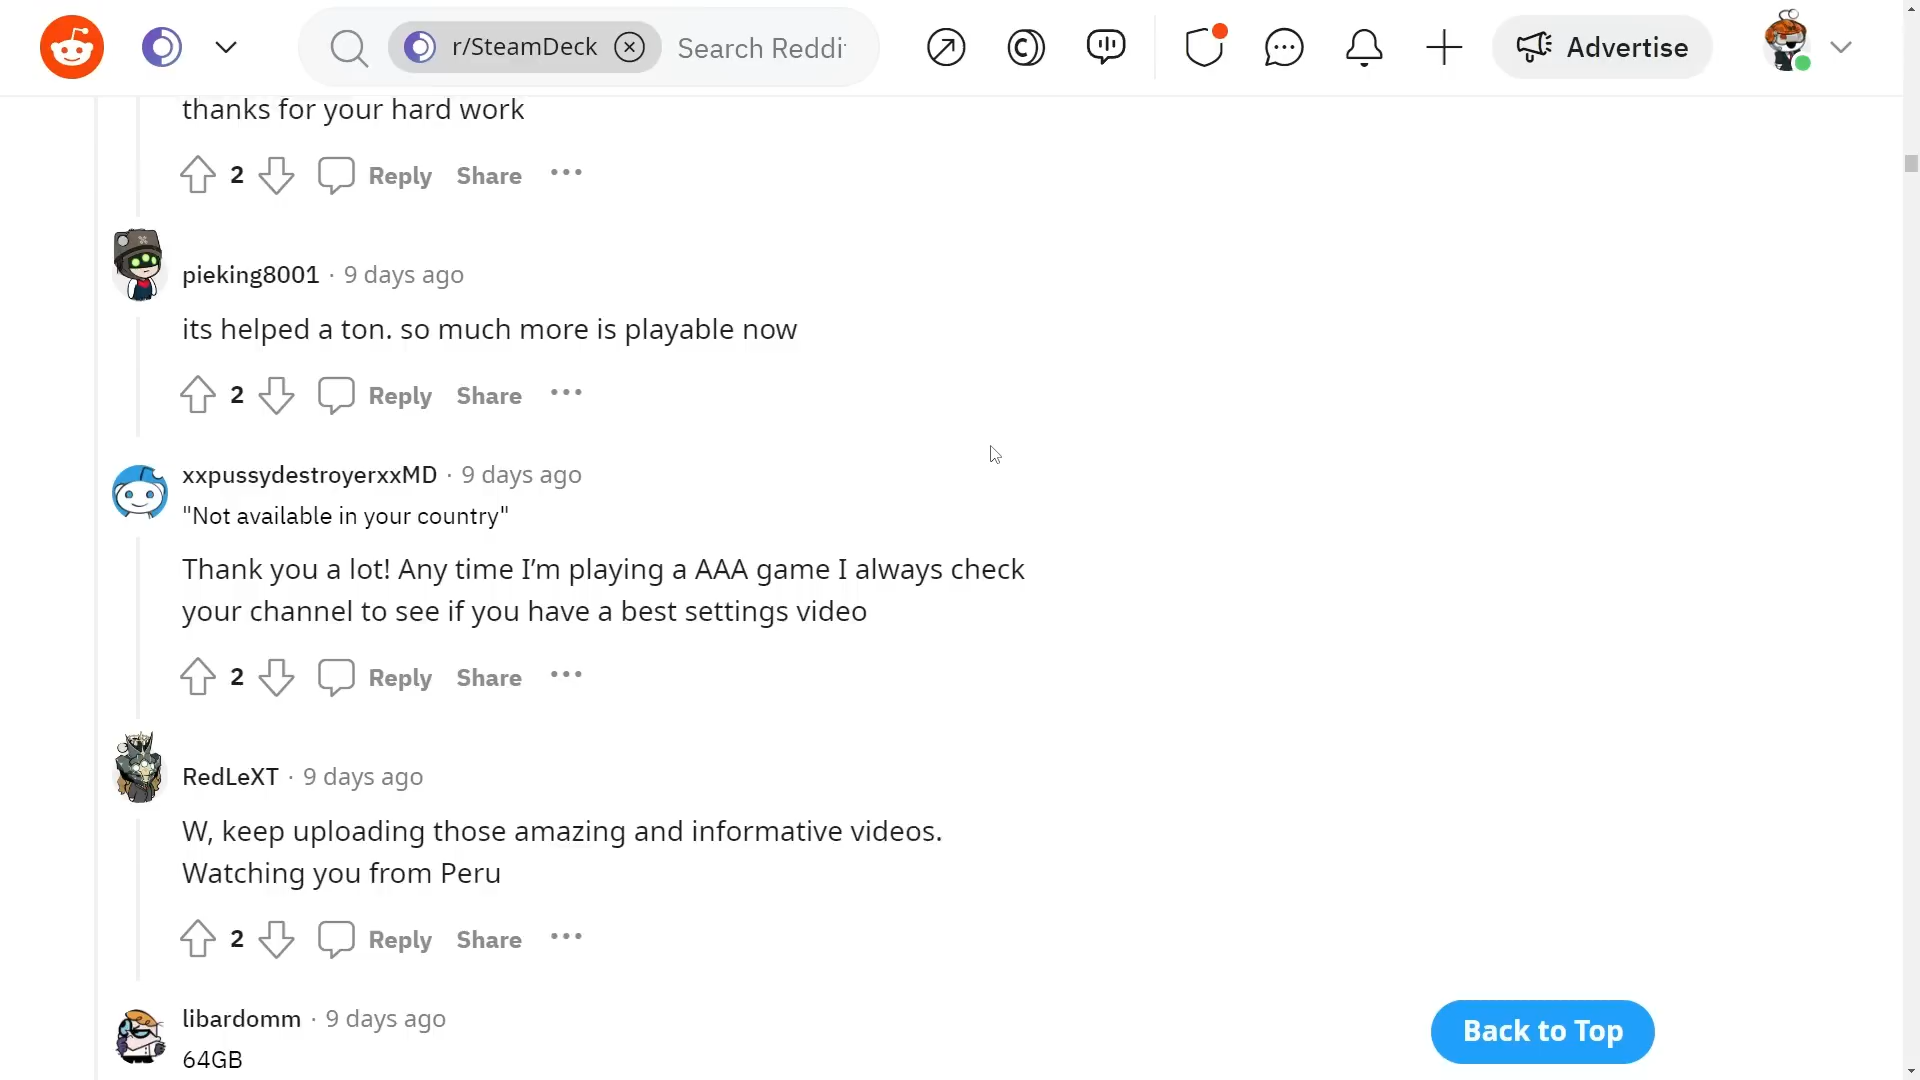 r/SteamDeck
Search Reddi
Advertise
thanks for your hard work
2 Reply Share
pieking8001 · 9 days ago
its helped a ton. so much more is playable now
2 Reply Share
xxpussydestroyerxxMD · 9 days ago
"Not available in your country"
Thank you a lot! Any time I’m playing a AAA game I always check
your channel to see if you have a best settings video
2 Reply Share
RedLeXT · 9 days ago
W, keep uploading those amazing and informative videos.
Watching you from Peru
2 Reply Share
libardomm · 9 days ago
64GB
Back to Top